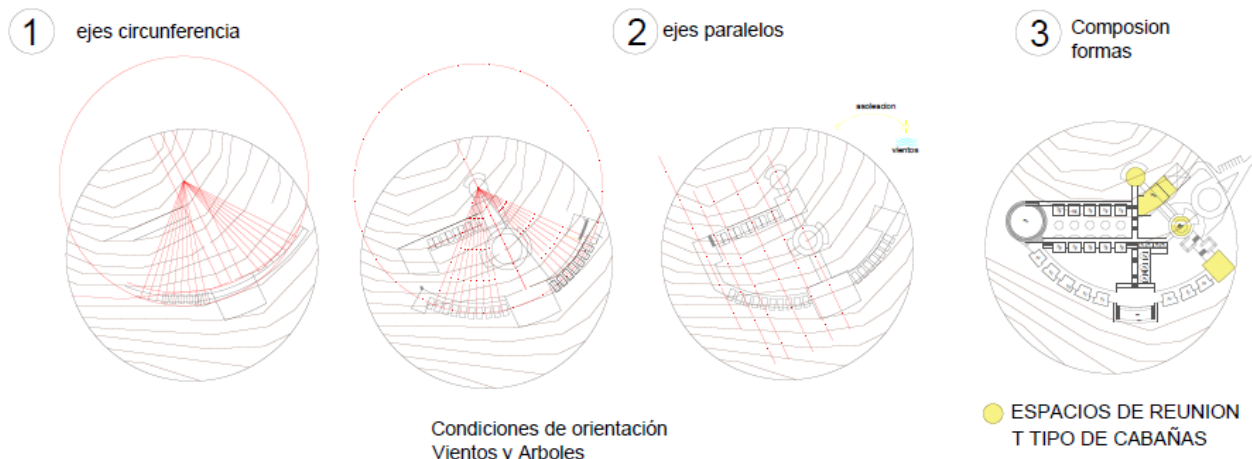 1
ejes circunferencia
2
ejes paralelos
3
Composion
formas
asoleacion
vientos
Condiciones de orientación
Vientos y Arboles
ESPACIOS DE REUNION
T TIPO DE CABAÑAS